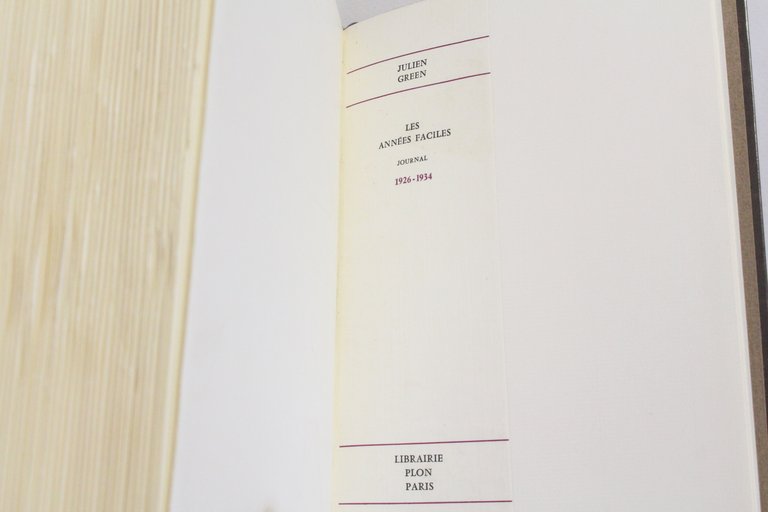 JULIEN
GREEN
LES
ANNÉES FACILES
JOURNAL
1926-1934
LIBRAIRIE
PLON
PARIS